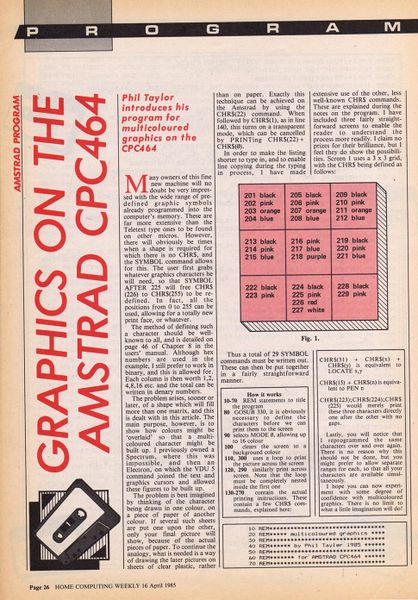 PROGRAM
AMSTRAD PROGRAM
GRAPHICS ON THE
AMSTRAD CPC464
Phil Taylor
introduces his
program for
multicoloured
graphics on the
CPC464
Many owners of this fine
new machine will no
doubt be very impres-
sed with the wide range of pre-
defined graphic symbols
already programmed into the
computer's memory. These are
far more extensive than the
Teletext type ones to be found
on other micros. However,
there will obviously be times
when a shape is required for
which there is no CHR$, and
the SYMBOL command allows
for this. The user first grabs
whatever graphics characters he
will need, so that SYMBOL
AFTER 225 will free CHR$
(226) to CHR$(255) to be re-
defined. In fact, all the
positions from 0 to 255 can be
used, allowing for a totally new
print face, or whatever.
The method of defining such
a character should be well-
known to all, and is detailed on
page 46 of Chapter 8 in the
users' manual. Although hex
numbers are used in the
example, I still prefer to work in
binary, and this is allowed for.
Each column is then worth 1,2,
4,8,16 etc. and the total can be
written in denary numbers.
The problem arises, sooner or
later, of a shape which will fill
more than one matrix, and this
is dealt with in this article. The
main purpose, however, is to
show how colours might be
'overlaid' so that a multi-
coloured character might be
built up. I previously owned a
Spectrum, where this was
impossible, and then an
Electron, on which the VDU 5
command joined the text and
graphics cursors and allowed
these figures to be built up.
The problem is best imagined
by thinking of the character
being drawn in one colour, on
a piece of paper of another
colour. If several such sheets
are put one upon the other,
only your final picture will
show, because of the actual
pieces of paper. To continue the
analogy, what is needed is a way
of drawing the later pictures on
sheets of clear plastic, rather
than on paper. Exactly this
technique can be achieved on
the Amstrad by using the
CHR$(22) command. When
followed by CHR$(1), as in line
140, this turns on a transparent
mode, which can be cancelled
by PRINTing CHR$(22)+
CHR$(0).
In order to make the listing
shorter to type in, and to enable
line copying during the typing
in process, I have made
extensive use of the other, less
well-known CHR$ commands.
These are explained during the
notes on the program. I have
included three fairly straight-
forward screens to enable the
reader to understand the
process more readily. I claim no
prizes for their brilliance, but I
feel they do show the possibili-
ties. Screen 1 uses a 3 x 3 grid,
with the CHR$ being defined as
follows:
201 black 205 black 209 black
202 pink 206 pink 210 pink
203 orange 207 orange 211 orange
204 blue 208 blue 212 blue
213 black 216 pink 219 black
214 pink 217 blue 220 pink
215 blue 218 purple 221 blue
222 black 224 black 228 black
223 pink 225 pink 229 pink
226 red
227 white
Fig. 1.
Thus a total of 29 SYMBOL
commands must be written out.
These can then be put together
in a fairly straightforward
manner.
How it works
10-70 REM statements to title
the program
80 GOSUB 330, it is obviously
necessary to define the
characters before we can
print them to the screen
90 selects MODE 0, allowing up
to 16 colour
100 clears the screen to a
background colour
110, 300 uses a loop to print
the picture across the screen
120, 290 similarly print across
screen. Note that the loop
must be completely nested
inside the first one
130-270 contain the actual
printing instructions. These
contain a few CHR$ com-
mands, explained here:
CHR$(31) + CHR$(x) +
CHR$(y) is equivalent to
LOCATE x,y
CHR$(15) + CHR$(n) is equiva-
lent to PEN n
CHR$(223);CHR$(224);CHR$
(225) would merely print
these three characters directly
one after the other with no
gaps.
Lastly, you will notice that
I reprogrammed the same
characters over and over again.
There is no reason why this
should not be done, but you
might prefer to allow separate
ranges for each, so that all your
characters are available simul-
taneously.
I hope you can now experi-
ment with some degree of
confidence with multicoloured
graphics. There is no limit to
what a little imagination will do!
10 REM*****
20 REM***** multicoloured graphics *****
30 REM*****
40 REM***** by Phil Taylor 1985 *****
50 REM*****
60 REM***** for AMSTRAD CPC464 *****
70 REM*****
Page 26 HOME COMPUTING WEEKLY 16 April 1985